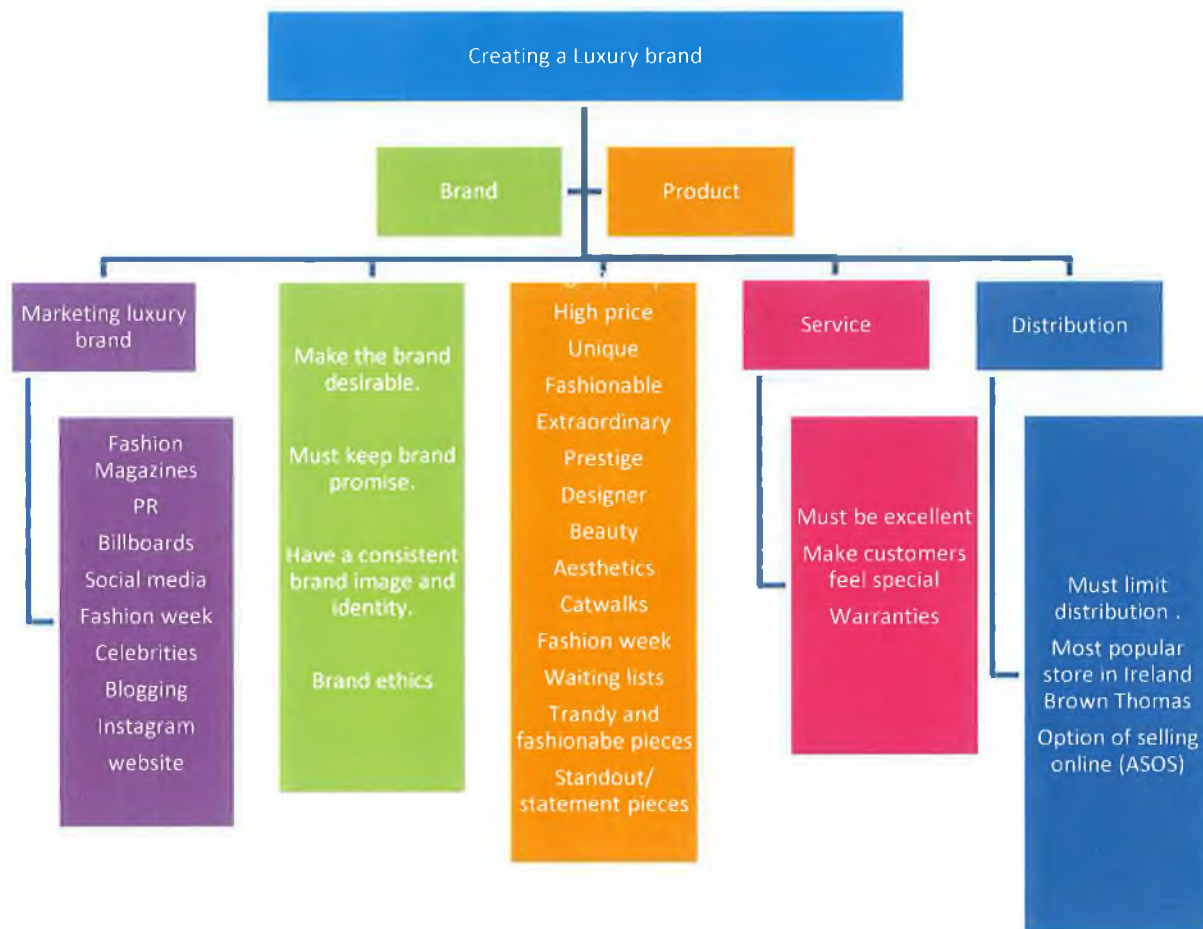 Creating a Luxury brand
Brand
Product
Marketing luxury
brand
Fashion
Magazines
PR
Billboards
Social media
Fashion week
Celebrities
Blogging
Instagram
website
Make the brand
desirable.
Must keep brand
promise.
Have a consistent
brand image and
identity.
Brand ethics
High price
Unique
Fashionable
Extraordinary
Prestige
Designer
Beauty
Aesthetics
Catwalks
Fashion week
Waiting lists
Trandy and
fashionabe pieces
Standout/
statement pieces
Service
Must be excellent
Make customers
feel special
Warranties
Distribution
Must limit
distribution .
Most popular
store in Ireland
Brown Thomas
Option of selling
online (ASOS)